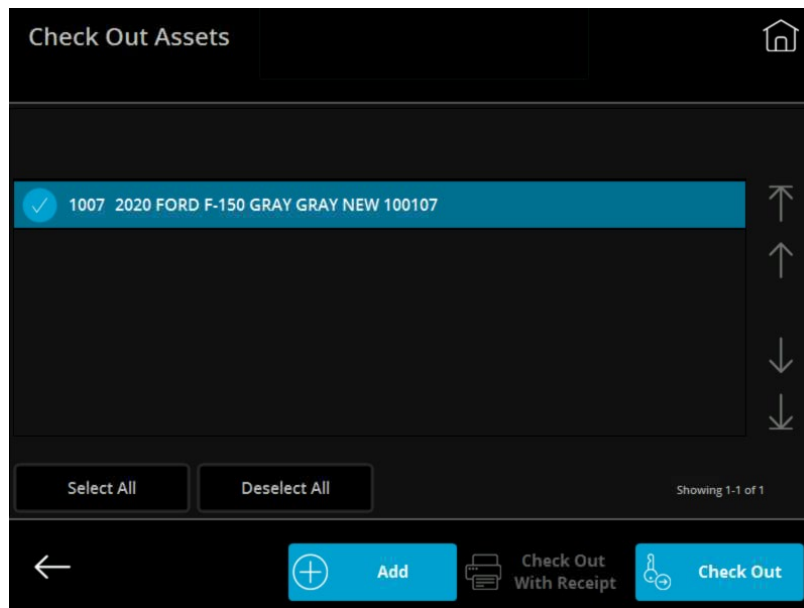 Check Out Assets
1007 2020 FORD F-150 GRAY GRAY NEW 100107
Select All
Deselect All
Showing 1-1 of 1
Add
Check Out
With Receipt
Check Out